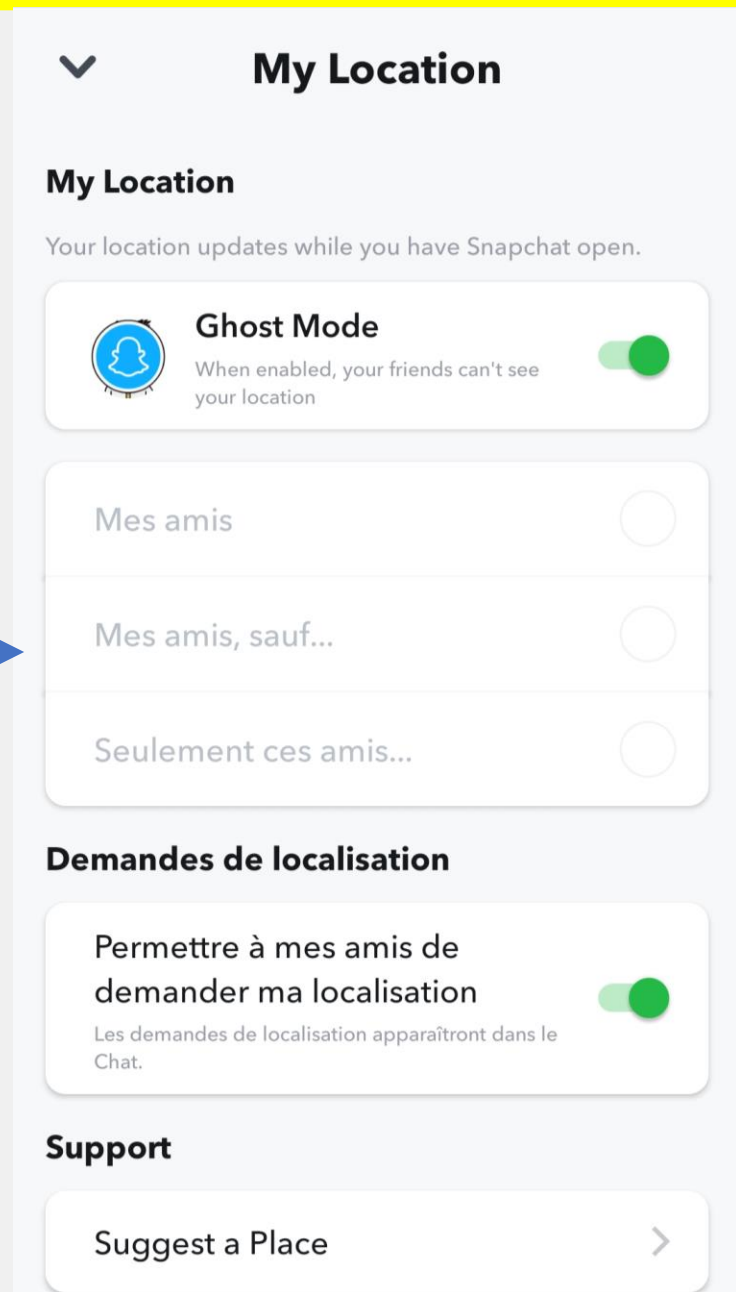 My Location
My Location
Your location updates while you have Snapchat open.
Ghost Mode
When enabled, your friends can't see
your location
Mes amis
Mes amis, sauf...
Seulement ces amis...
Demandes de localisation
Permettre à mes amis de
demander ma localisation
Les demandes de localisation apparaîtront dans le
Chat.
Support
Suggest a Place